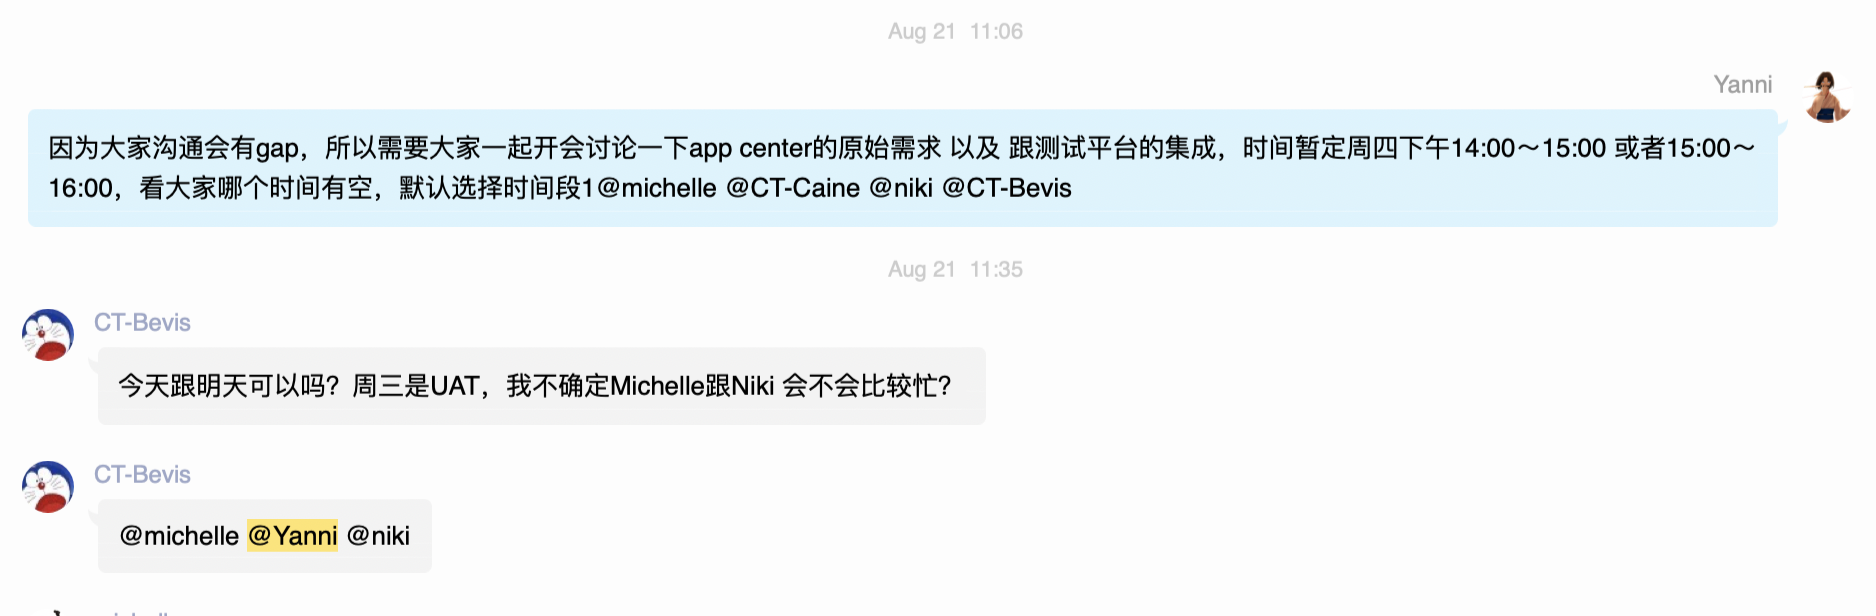 Aug 21 11:06
Yanni
因为大家沟通会有gap，所以需要大家一起开会讨论一下app center的原始需求 以及 跟测试平台的集成，时间暂定周四下午14:00～15:00 或者15:00～
16:00，看大家哪个时间有空，默认选择时间段1@michelle @CT-Caine @niki @CT-Bevis
Aug 21 11:35
CT-Bevis
今天跟明天可以吗？周三是UAT，我不确定Michelle跟Niki 会不会比较忙？
CT-Bevis
@michelle @Yanni @niki